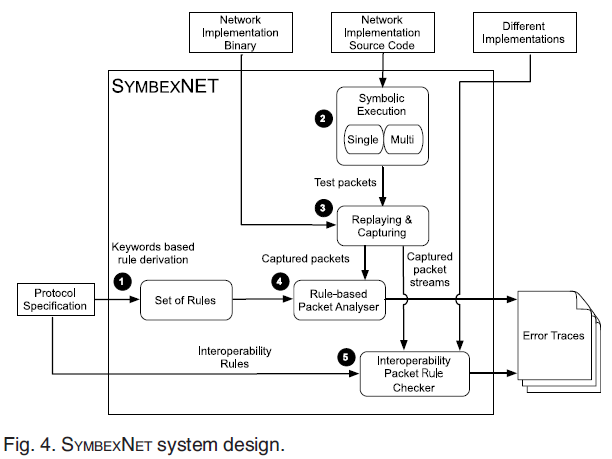 Network
Implementation
Binary
Network
Implementation
Source Code
Different
Implementations
SYMBEXNET
Symbolic
Execution
2
Single
Multi
Test packets
3
Replaying &
Capturing
Keywords based
rule derivation
Captured packets
Captured
packet
streams
1
4
Protocol
Specification
Set of Rules
Rule-based
Packet Analyser
Error Traces
Interoperability
Rules
5
Interoperability
Packet Rule
Checker
Fig. 4. SYMBEXNET system design.